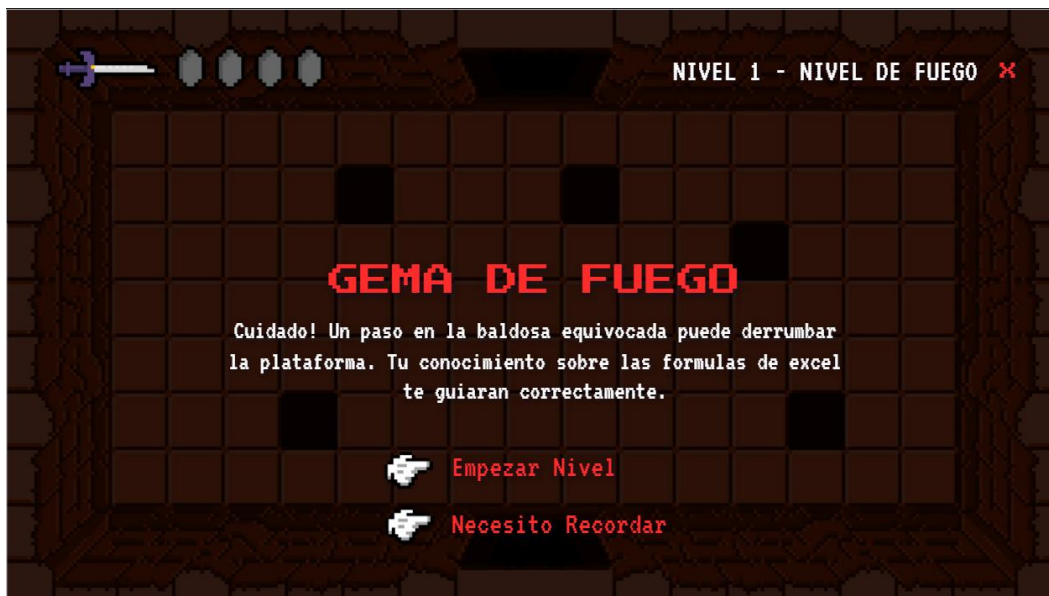 NIVEL 1 - NIVEL DE FUEGO X
GEMA DE FUEGO
Cuidado! Un paso en la baldosa equivocada puede derrumbar
la plataforma. Tu conocimiento sobre las formulas de excel
te guiaran correctamente.
Empezar Nivel
Necesito Recordar